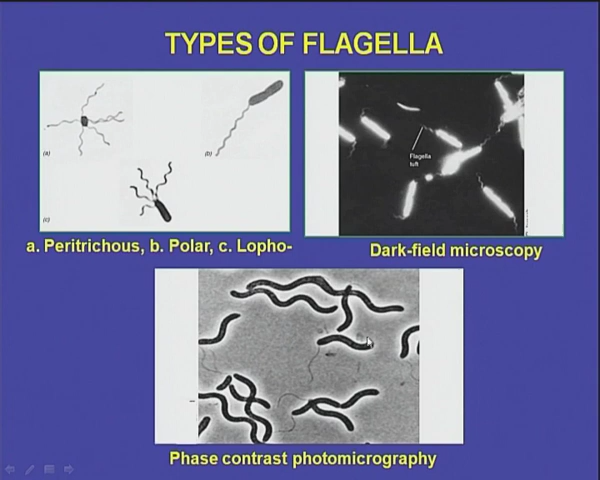 TYPES OF FLAGELLA
(a)
(b)
(c)
Flagella
tuft
a. Peritrichous, b. Polar, c. Lopho-
Dark-field microscopy
Phase contrast photomicrography